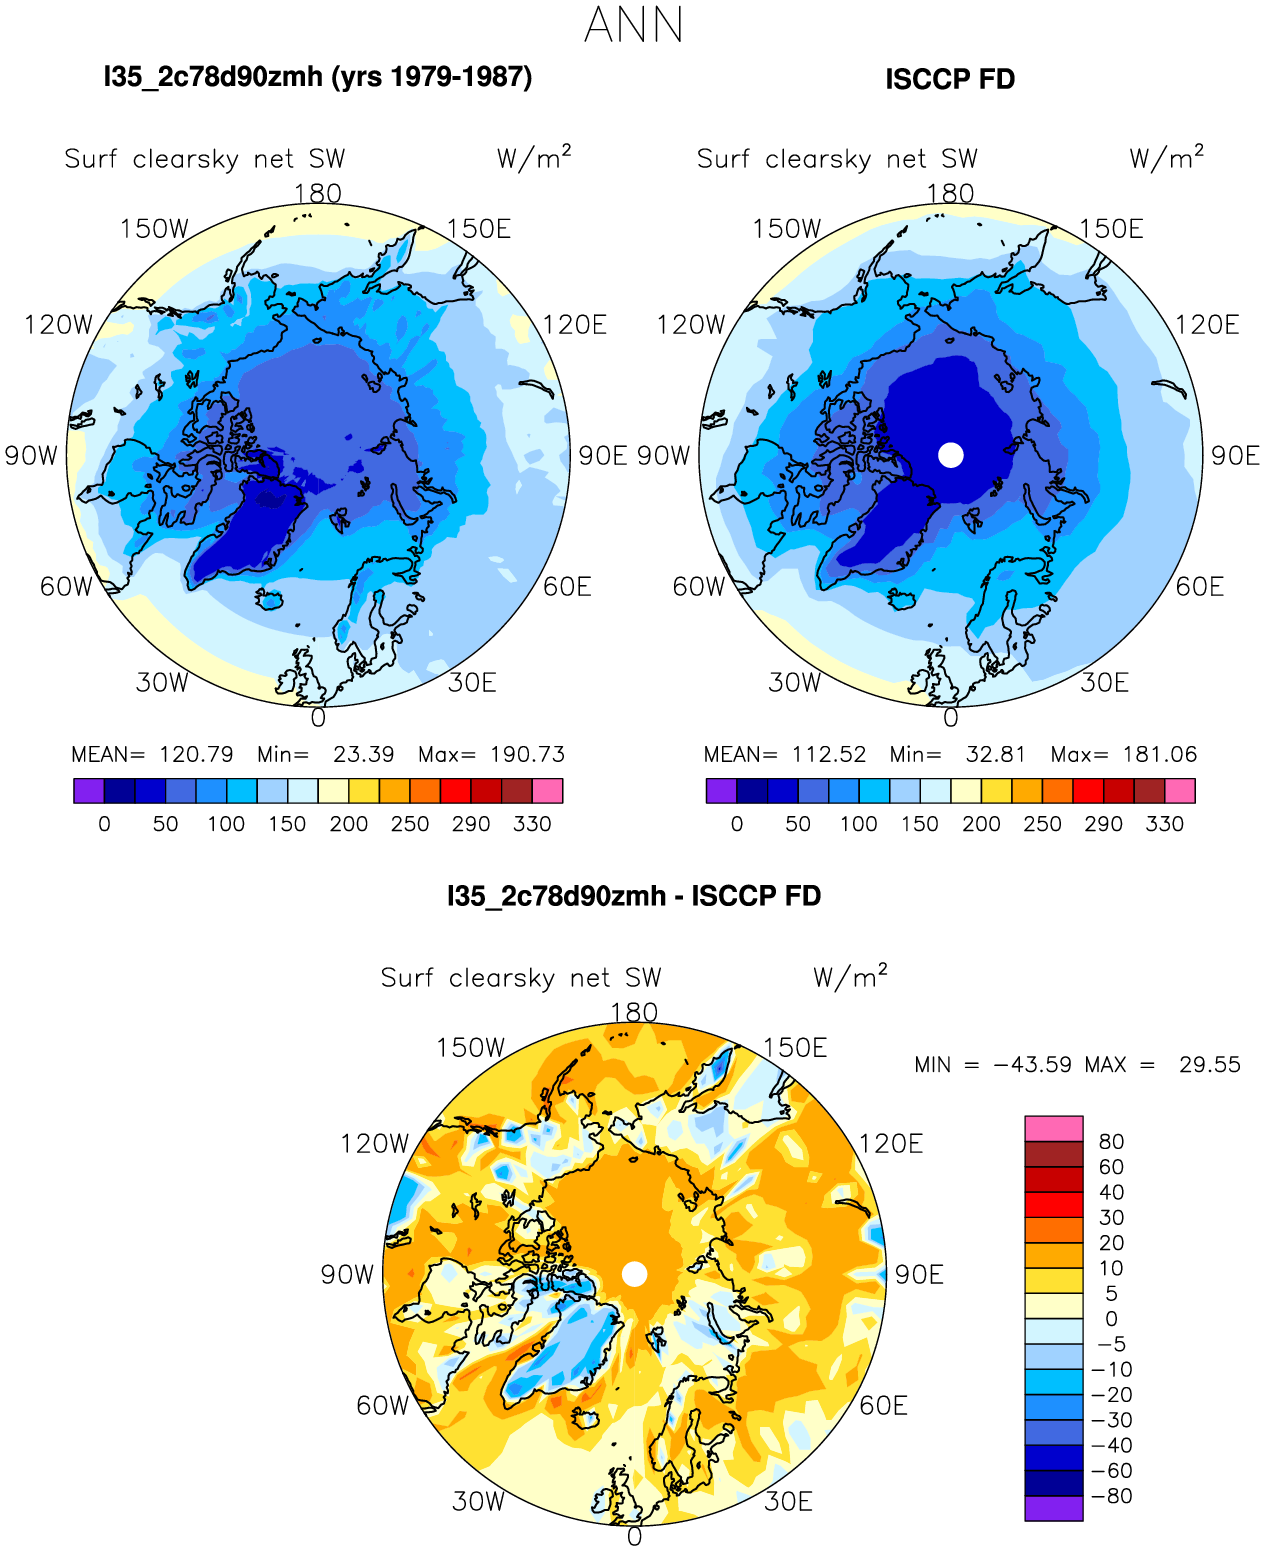 ANN
I35_2c78d90zmh (yrs 1979-1987)
Surf clearsky net SW W/m2
180
150W 150E
120W 120E
90W 90E
60W 60E
30W 30E
0
MEAN= 120.79 Min= 23.39 Max= 190.73
0 50 100 150 200 250 290 330
ISCCP FD
Surf clearsky net SW W/m2
180
150W 150E
120W 120E
90W 90E
60W 60E
30W 30E
0
MEAN= 112.52 Min= 32.81 Max= 181.06
0 50 100 150 200 250 290 330
I35_2c78d90zmh - ISCCP FD
Surf clearsky net SW W/m2
180
150W 150E
MIN = −43.59 MAX = 29.55
120W 120E
90W 90E
60W 60E
30W 30E
0
80
60
40
30
20
10
5
0
−5
−10
−20
−30
−40
−60
−80